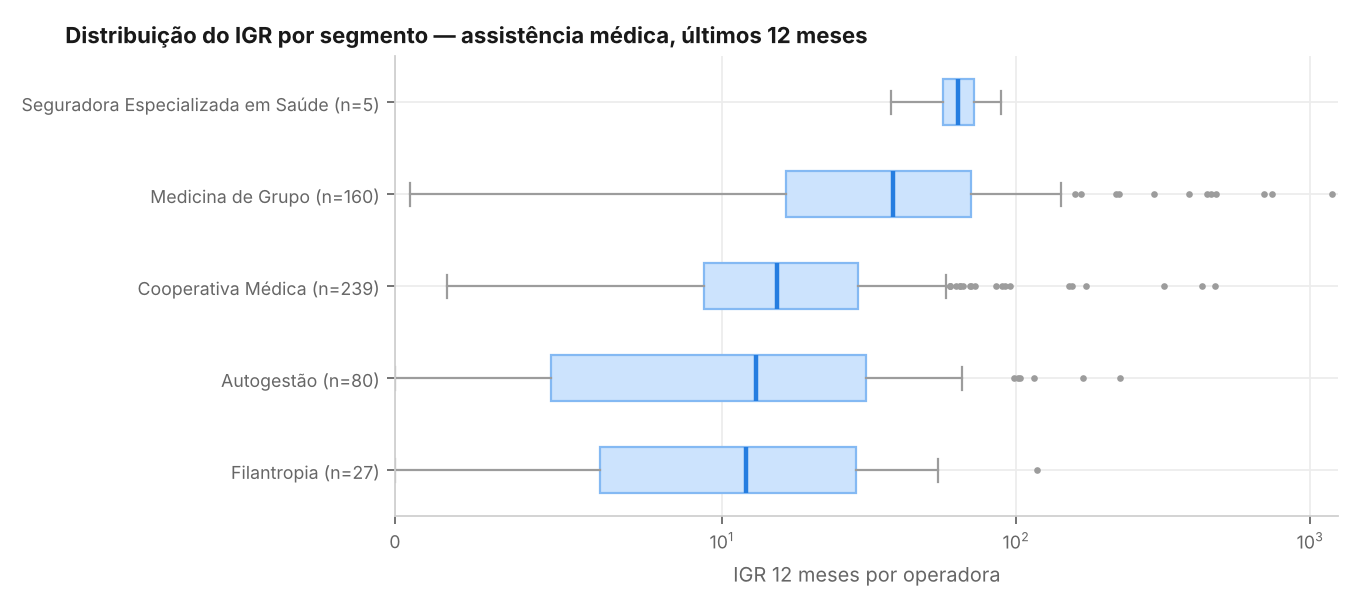 Distribuição do IGR por segmento — assistência médica, últimos 12 meses
Seguradora Especializada em Saúde (n=5)
Medicina de Grupo (n=160)
Cooperativa Médica (n=239)
Autogestão (n=80)
Filantropia (n=27)
0 10¹ 10² 10³
IGR 12 meses por operadora